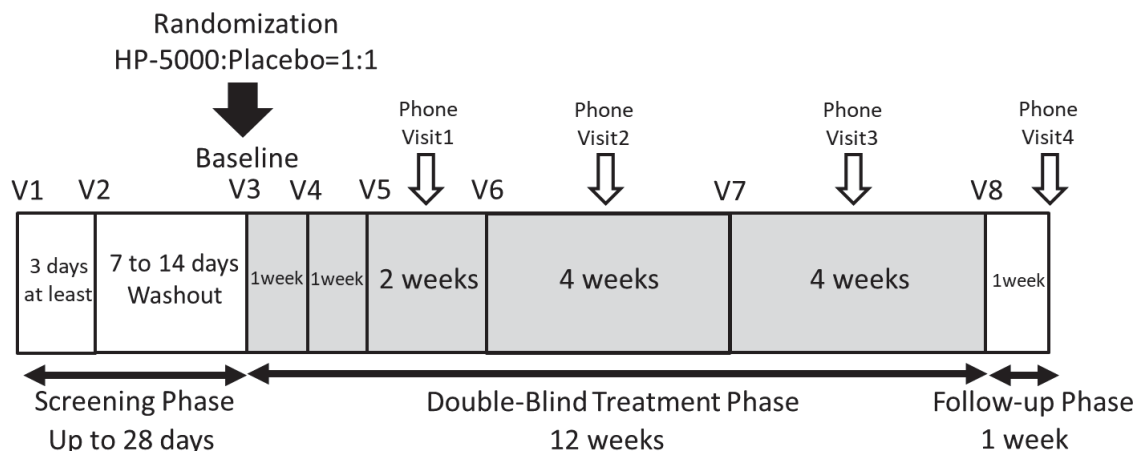 Randomization
HP-5000:Placebo=1:1
Baseline
Phone
Visit1
Phone
Visit2
Phone
Visit3
Phone
Visit4
V1
V2
V3
V4
V5
V6
V7
V8
3 days
at least
7 to 14 days
Washout
1week
1week
2 weeks
4 weeks
4 weeks
1week
Screening Phase
Up to 28 days
Double-Blind Treatment Phase
12 weeks
Follow-up Phase
1 week